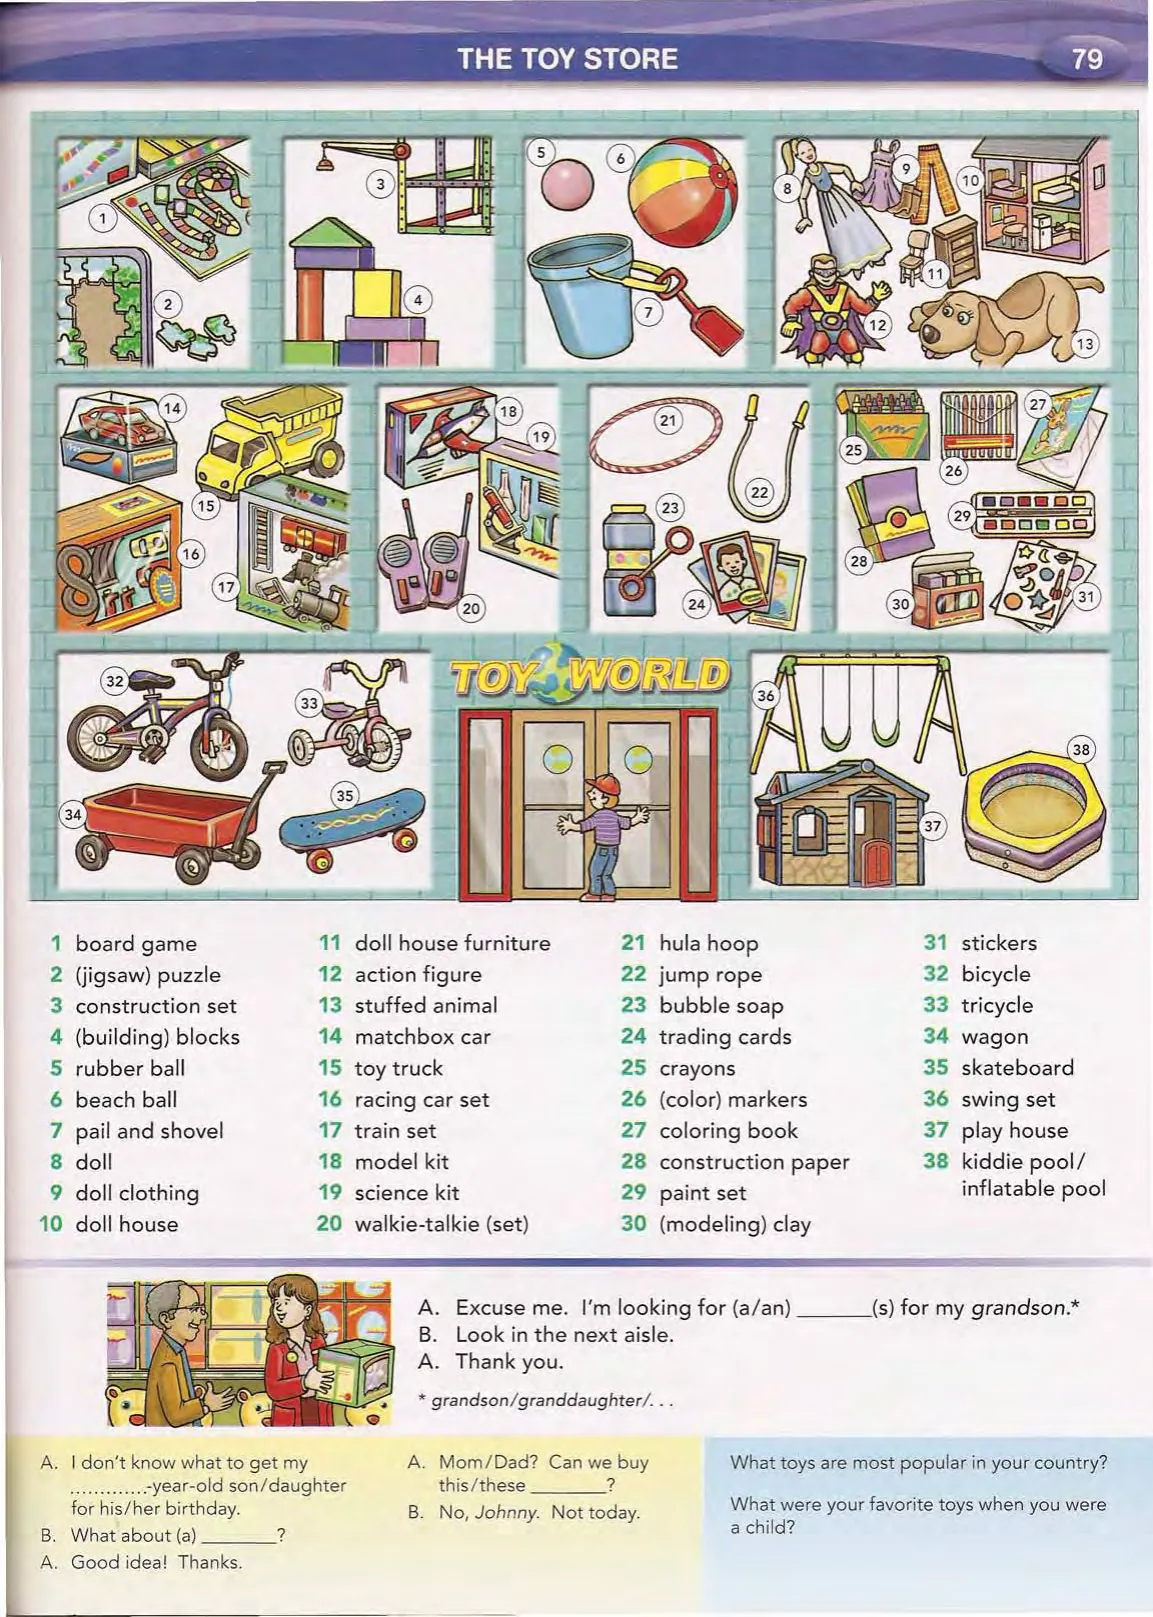 THE TOY STORE
79
1
2
3
4
5
6
7
8
9
10
11
12
13
14
15
16
17
18
19
20
21
22
23
24
25
26
27
28
29
30
31
32
33
34
35
TOY WORLD
36
37
38
1 board game
2 (jigsaw) puzzle
3 construction set
4 (building) blocks
5 rubber ball
6 beach ball
7 pail and shovel
8 doll
9 doll clothing
10 doll house
11 doll house furniture
12 action figure
13 stuffed animal
14 matchbox car
15 toy truck
16 racing car set
17 train set
18 model kit
19 science kit
20 walkie-talkie (set)
21 hula hoop
22 jump rope
23 bubble soap
24 trading cards
25 crayons
26 (color) markers
27 coloring book
28 construction paper
29 paint set
30 (modeling) clay
31 stickers
32 bicycle
33 tricycle
34 wagon
35 skateboard
36 swing set
37 play house
38 kiddie pool/
inflatable pool
A. Excuse me. I'm looking for (a/an) ______(s) for my grandson.*
B. Look in the next aisle.
A. Thank you.
* grandson/granddaughter/. . .
A. I don't know what to get my
.............-year-old son/daughter
for his/her birthday.
B. What about (a) ______?
A. Good idea! Thanks.
A. Mom/Dad? Can we buy
this/these ______?
B. No, Johnny. Not today.
What toys are most popular in your country?
What were your favorite toys when you were
a child?